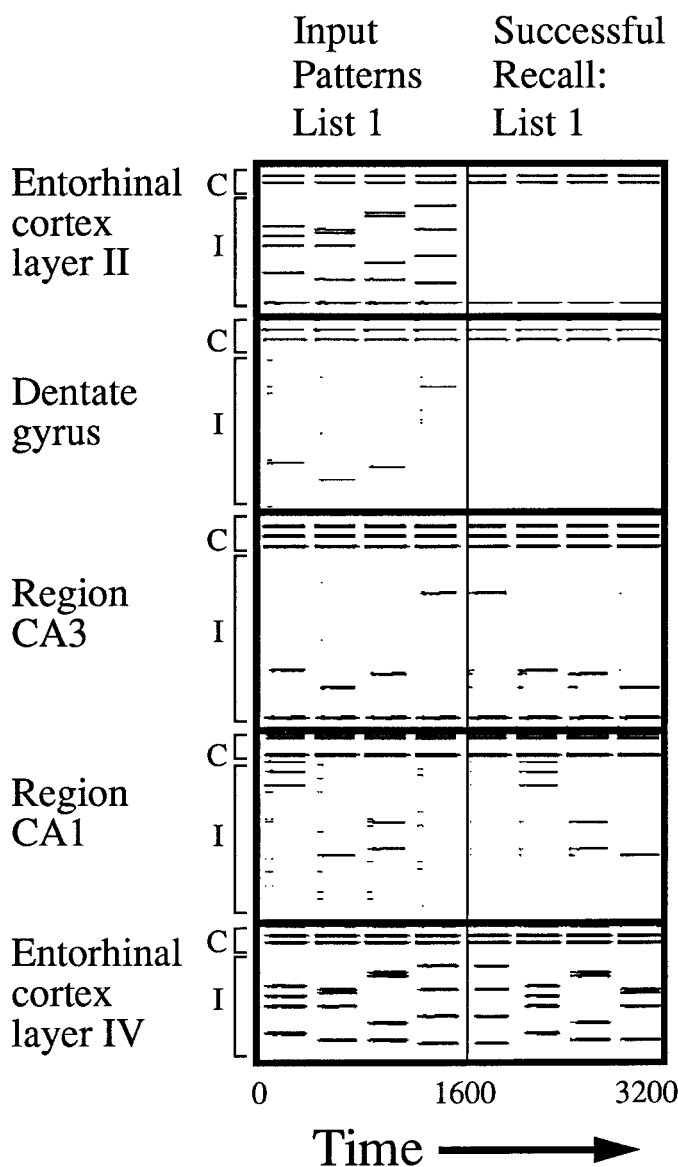 Input Patterns List 1
Successful Recall: List 1
Entorhinal cortex layer II
C
I
Dentate gyrus
C
I
Region CA3
C
I
Region CA1
C
I
Entorhinal cortex layer IV
C
I
0 1600 3200
Time